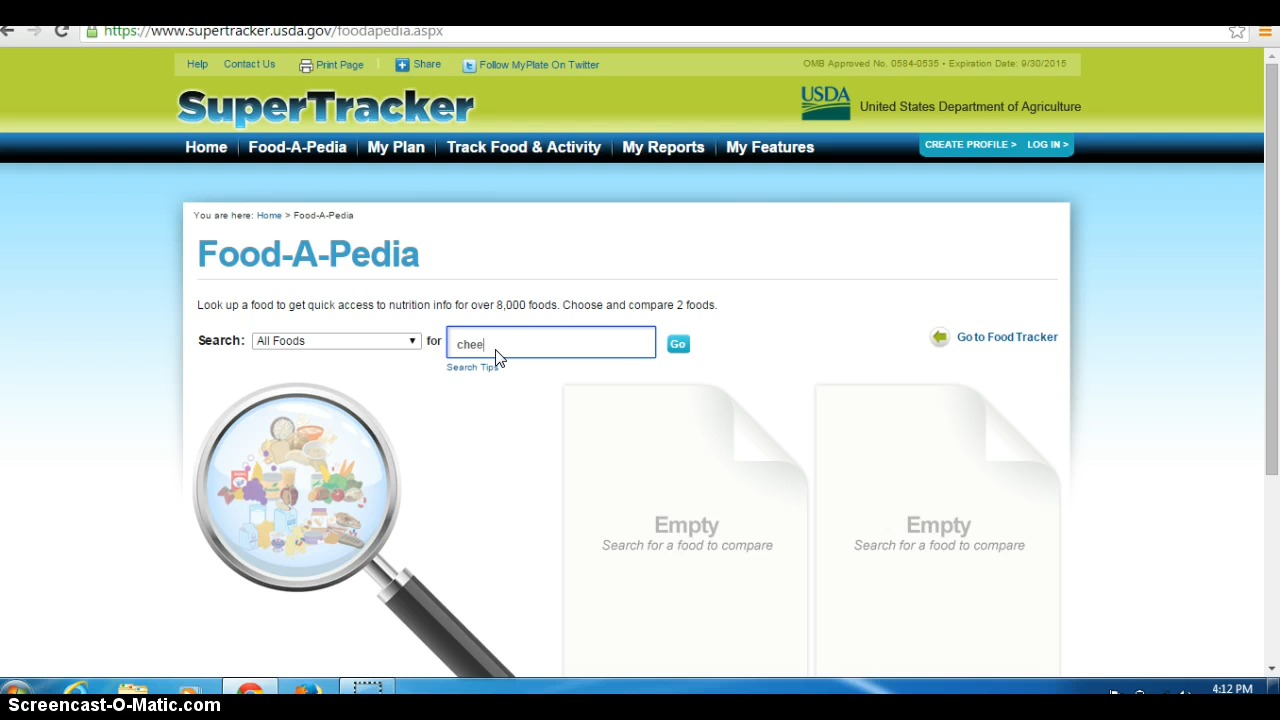 https://www.supertracker.usda.gov/foodapedia.aspx
Help Contact Us Print Page Share Follow MyPlate On Twitter OMB Approved No. 0584-0535 • Expiration Date: 9/30/2015
SuperTracker USDA United States Department of Agriculture
Home Food-A-Pedia My Plan Track Food & Activity My Reports My Features CREATE PROFILE > LOG IN >
You are here: Home > Food-A-Pedia
Food-A-Pedia
Look up a food to get quick access to nutrition info for over 8,000 foods. Choose and compare 2 foods.
Search: All Foods for chee Go Go to Food Tracker
Search Tips
Empty Empty
Search for a food to compare Search for a food to compare
4:12 PM
Screencast-O-Matic.com